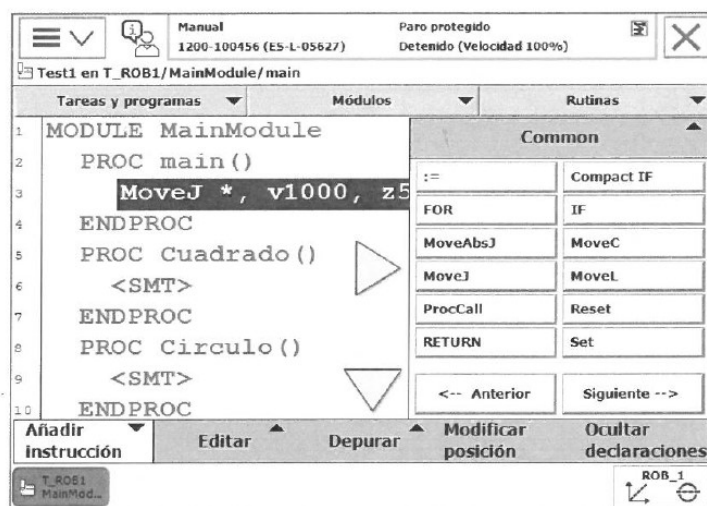 Manual
1200-100456 (ES-L-05627)
Paro protegido
Detenido (Velocidad 100%)
Test1 en T_ROB1/MainModule/main
Tareas y programas
Módulos
Rutinas
1 MODULE MainModule
2 PROC main()
3 MoveJ *, v1000, z5
4 ENDPROC
5 PROC Cuadrado()
6 <SMT>
7 ENDPROC
8 PROC Circulo()
9 <SMT>
10 ENDPROC
Common
:= Compact IF
FOR IF
MoveAbsJ MoveC
MoveJ MoveL
ProcCall Reset
RETURN Set
<-- Anterior Siguiente -->
Añadir instrucción
Editar
Depurar
Modificar posición
Ocultar declaraciones
T_ROB1
MainMod...
ROB_1